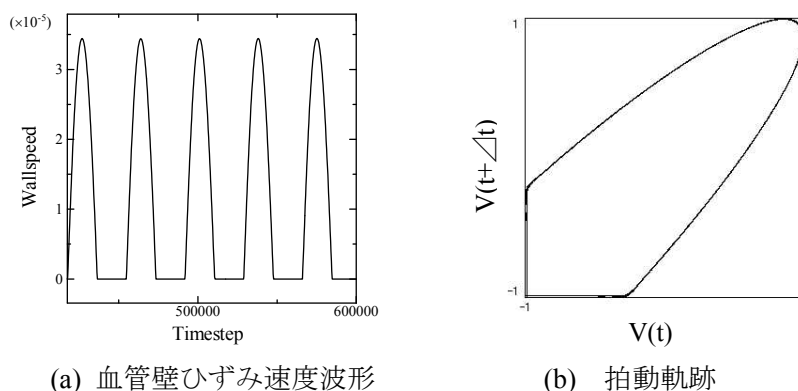 (×10⁻⁵)
3
2
1
0
Wallspeed
500000
600000
Timestep
(a) 血管壁ひずみ速度波形
1
V(t+⊿t)
-1
-1
V(t)
(b) 拍動軌跡